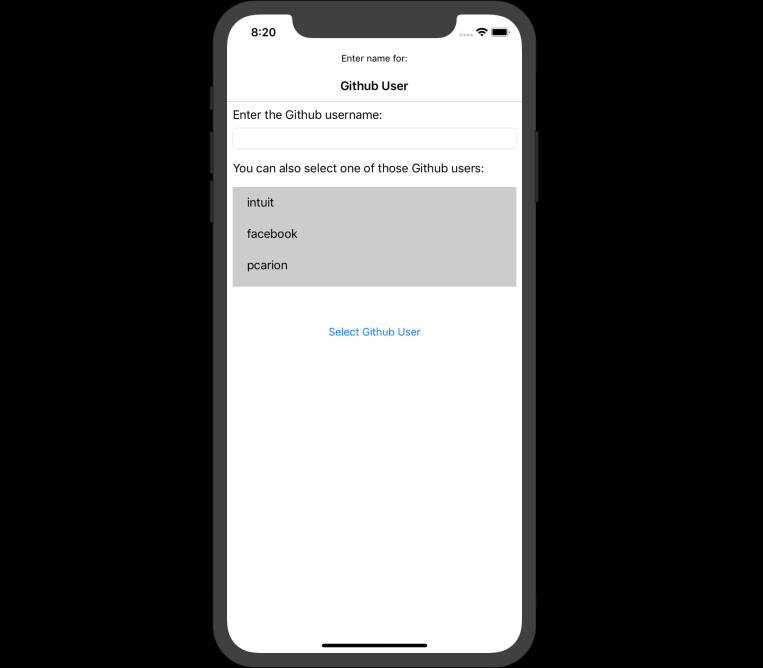 8:20
Enter name for:
Github User
Enter the Github username:
You can also select one of those Github users:
intuit
facebook
pcarion
Select Github User